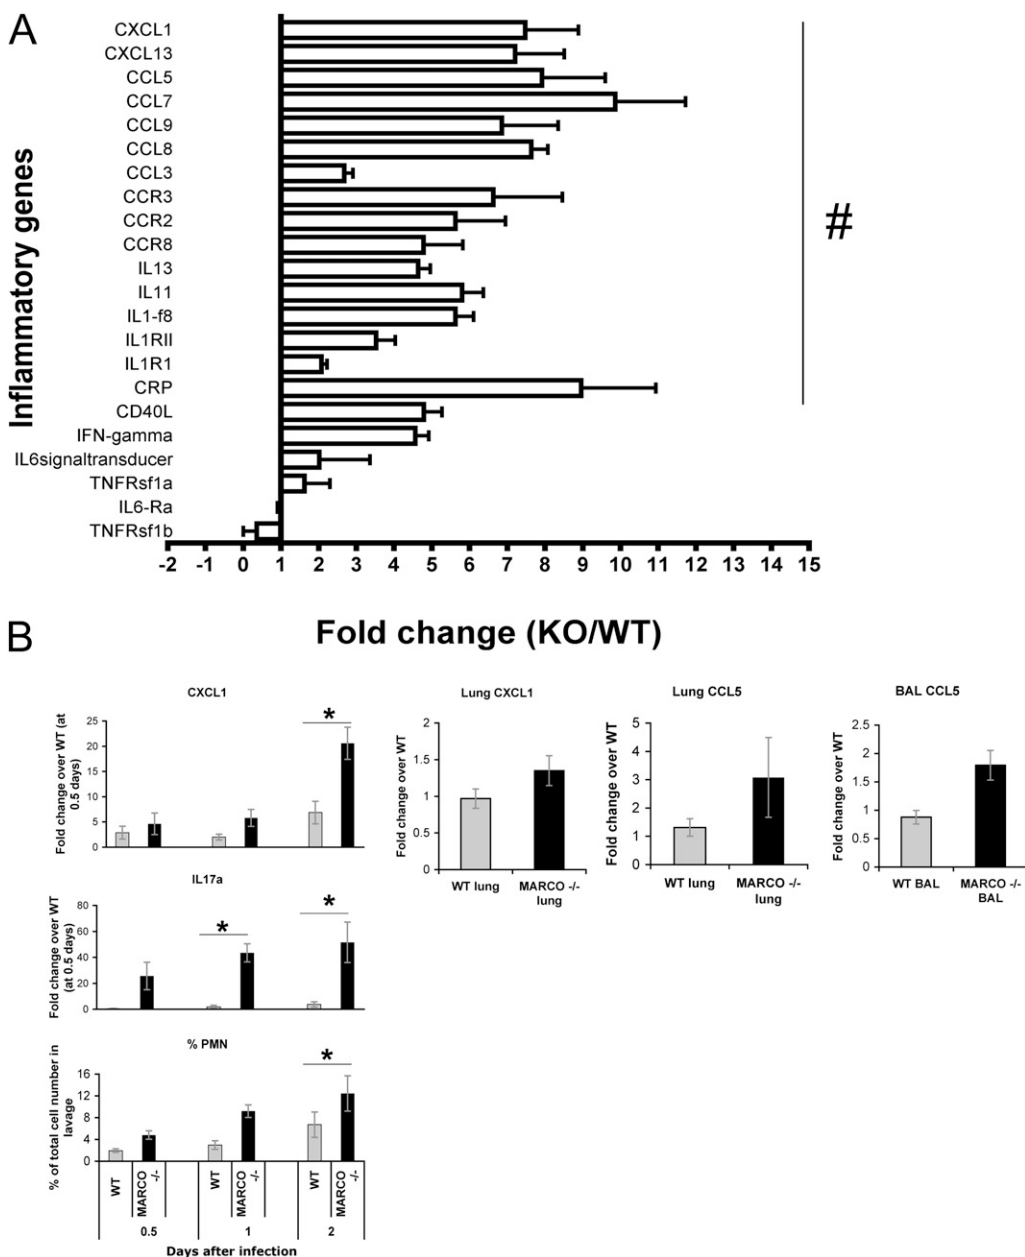 A
Inflammatory genes
CXCL1
CXCL13
CCL5
CCL7
CCL9
CCL8
CCL3
CCR3
CCR2
CCR8
IL13
IL11
IL1-f8
IL1RII
IL1R1
CRP
CD40L
IFN-gamma
IL6signaltransducer
TNFRsf1a
IL6-Ra
TNFRsf1b
#
-2 -1 0 1 2 3 4 5 6 7 8 9 10 11 12 13 14 15
Fold change (KO/WT)
B
CXCL1
Fold change over WT (at
0.5 days)
25
20
15
10
5
0
*
IL17a
Fold change over WT
(at 0.5 days)
80
60
40
20
0
*
*
% PMN
% of total cell number in
lavage
16
12
8
4
0
*
WT MARCO -/- WT MARCO -/- WT MARCO -/-
0.5 1 2
Days after infection
Lung CXCL1
Fold change over WT
2
1.5
1
0.5
0
WT lung MARCO -/-
lung
Lung CCL5
Fold change over WT
5
4
3
2
1
0
WT lung MARCO -/-
lung
BAL CCL5
Fold change over WT
2.5
2
1.5
1
0.5
0
WT BAL MARCO -/-
BAL